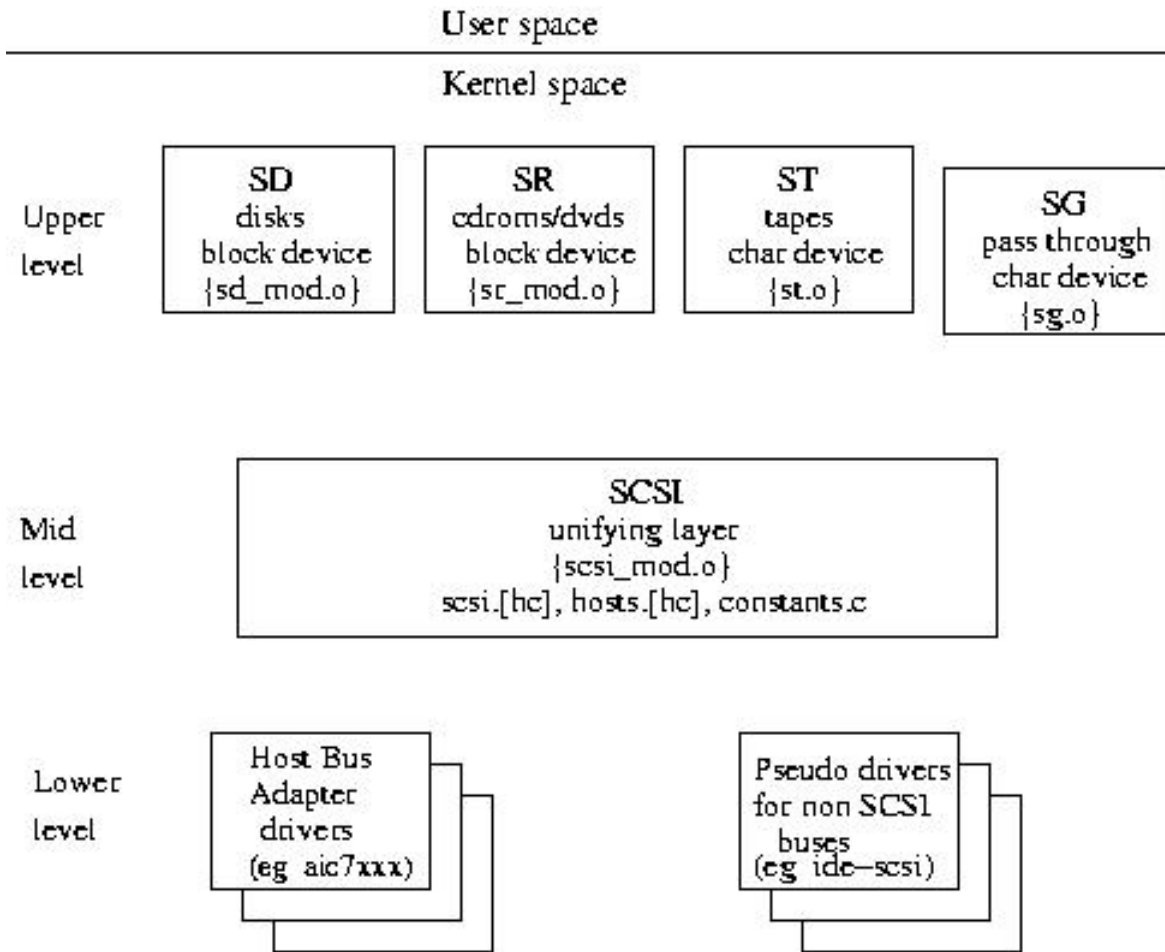 User space
Kernel space
Upper
level
SD
disks
block device
{sd_mod.o}
SR
cdroms/dvds
block device
{sr_mod.o}
ST
tapes
char device
{st.o}
SG
pass through
char device
{sg.o}
Mid
level
SCSI
unifying layer
{scsi_mod.o}
scsi.[hc], hosts.[hc], constants.c
Lower
level
Host Bus
Adapter
drivers
(eg aic7xxx)
Pseudo drivers
for non SCSI
buses
(eg ide-scsi)